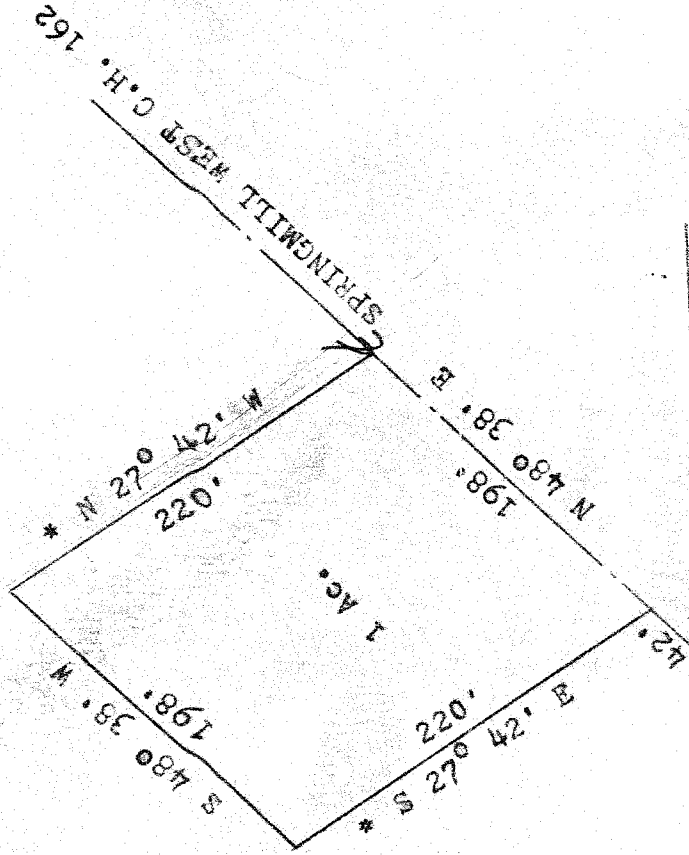 SPRINGMILL WEST C.H. 162
* N 27° 42' W
220'
N 48° 38' E
198'
1 Ac.
S 48° 38' W
198'
220'
* S 27° 42' E
42'